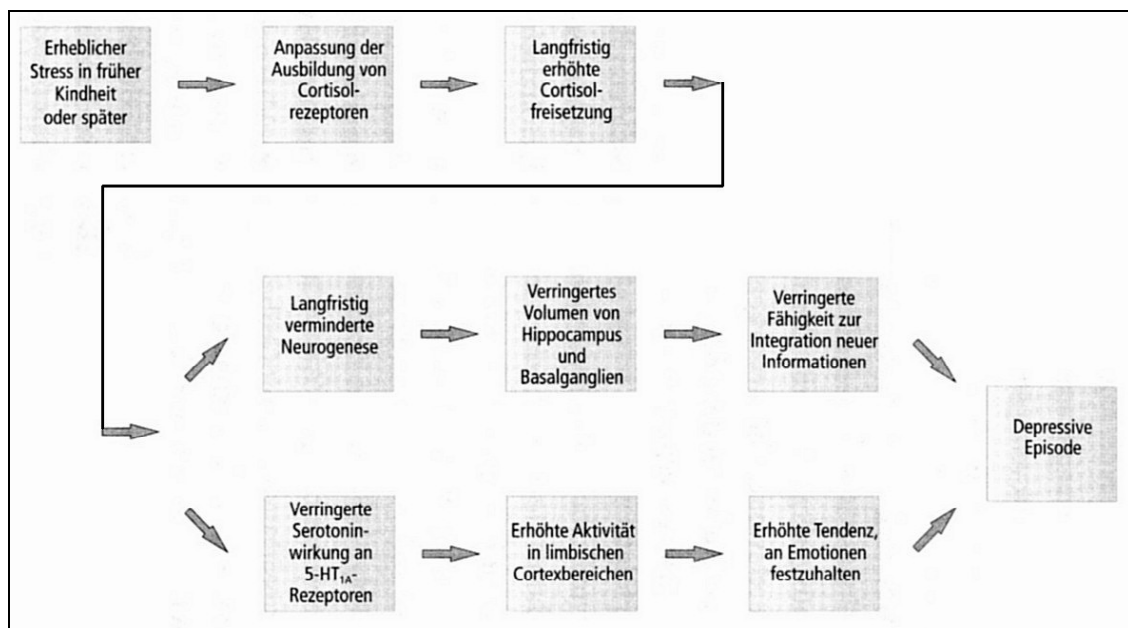 Erheblicher
Stress in früher
Kindheit
oder später
Anpassung der
Ausbildung von
Cortisol-
rezeptoren
Langfristig
erhöhte
Cortisol-
freisetzung
Langfristig
verminderte
Neurogenese
Verringertes
Volumen von
Hippocampus
und
Basalganglien
Verringerte
Fähigkeit zur
Integration neuer
Informationen
Depressive
Episode
Verringerte
Serotonin-
wirkung an
5-HT₁ₐ-
Rezeptoren
Erhöhte Aktivität
in limbischen
Cortexbereichen
Erhöhte Tendenz,
an Emotionen
festzuhalten